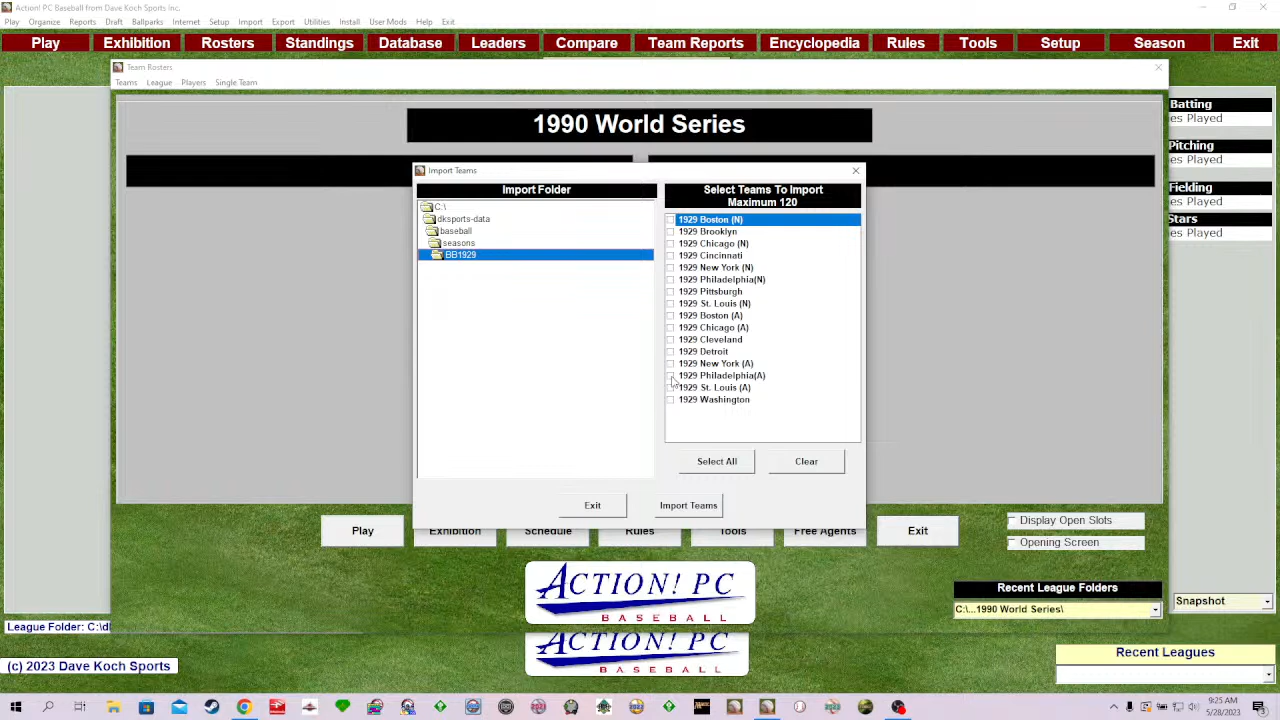 Action! PC Baseball from Dave Koch Sports Inc.
Play Organize Reports Draft Ballparks Internet Setup Import Export Utilities Install User Mods Help Exit
Play Exhibition Rosters Standings Database Leaders Compare Team Reports Encyclopedia Rules Tools Setup Season Exit
Team Rosters
Teams League Players Single Team
1990 World Series
Import Teams
Import Folder
C:\
dksports-data
baseball
seasons
BB1929
Select Teams To Import
Maximum 120
1929 Boston (N)
1929 Brooklyn
1929 Chicago (N)
1929 Cincinnati
1929 New York (N)
1929 Philadelphia(N)
1929 Pittsburgh
1929 St. Louis (N)
1929 Boston (A)
1929 Chicago (A)
1929 Cleveland
1929 Detroit
1929 New York (A)
1929 Philadelphia(A)
1929 St. Louis (A)
1929 Washington
Select All Clear
Exit Import Teams
Batting
es Played
Pitching
es Played
Fielding
es Played
Stars
es Played
Play Exhibition Schedule Rules Tools Free Agents Exit
Display Open Slots
Opening Screen
ACTION! PC
BASEBALL
Recent League Folders
C:\...1990 World Series\
Snapshot
League Folder: C:\dl
ACTION! PC
BASEBALL
(c) 2023 Dave Koch Sports
Recent Leagues
9:25 AM
5/28/2023